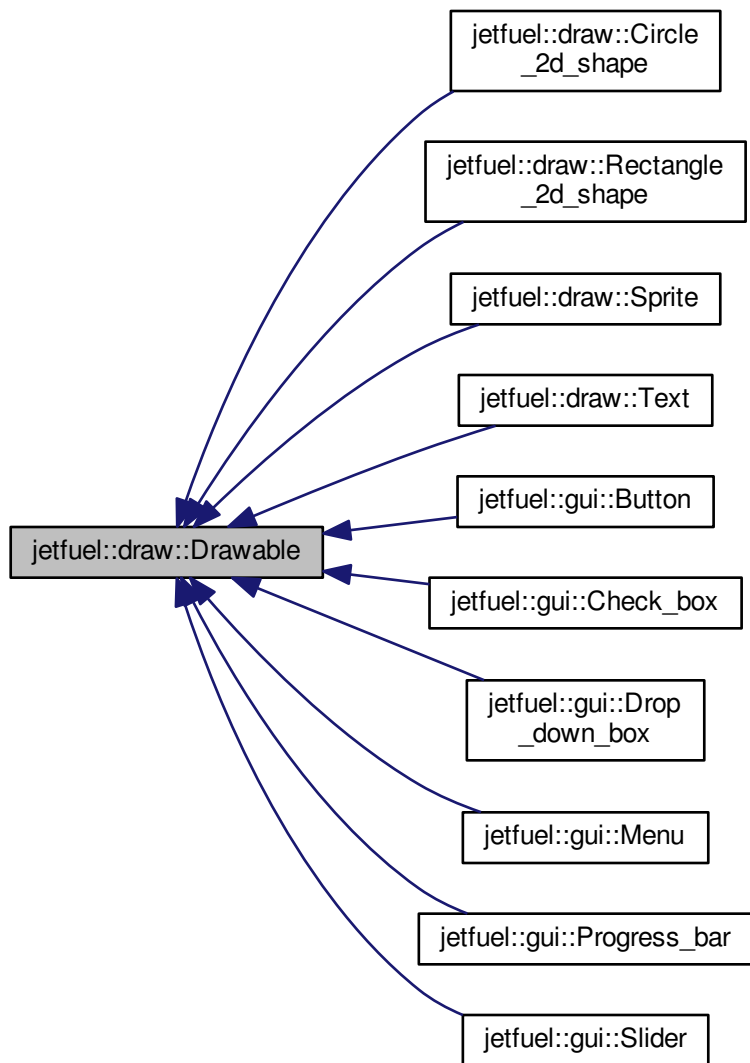 jetfuel::draw::Circle
_2d_shape
jetfuel::draw::Rectangle
_2d_shape
jetfuel::draw::Sprite
jetfuel::draw::Text
jetfuel::gui::Button
jetfuel::draw::Drawable
jetfuel::gui::Check_box
jetfuel::gui::Drop
_down_box
jetfuel::gui::Menu
jetfuel::gui::Progress_bar
jetfuel::gui::Slider